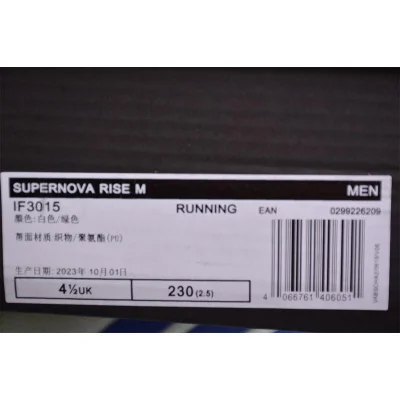 SUPERNOVA RISE M MEN
IF3015 RUNNING EAN 0299226209
颜色:白色/绿色
帮面材质:织物/聚氨酯(PU)
生产日期 2023年 10月01日
4½UK 230(2.5)
4 066761 406051